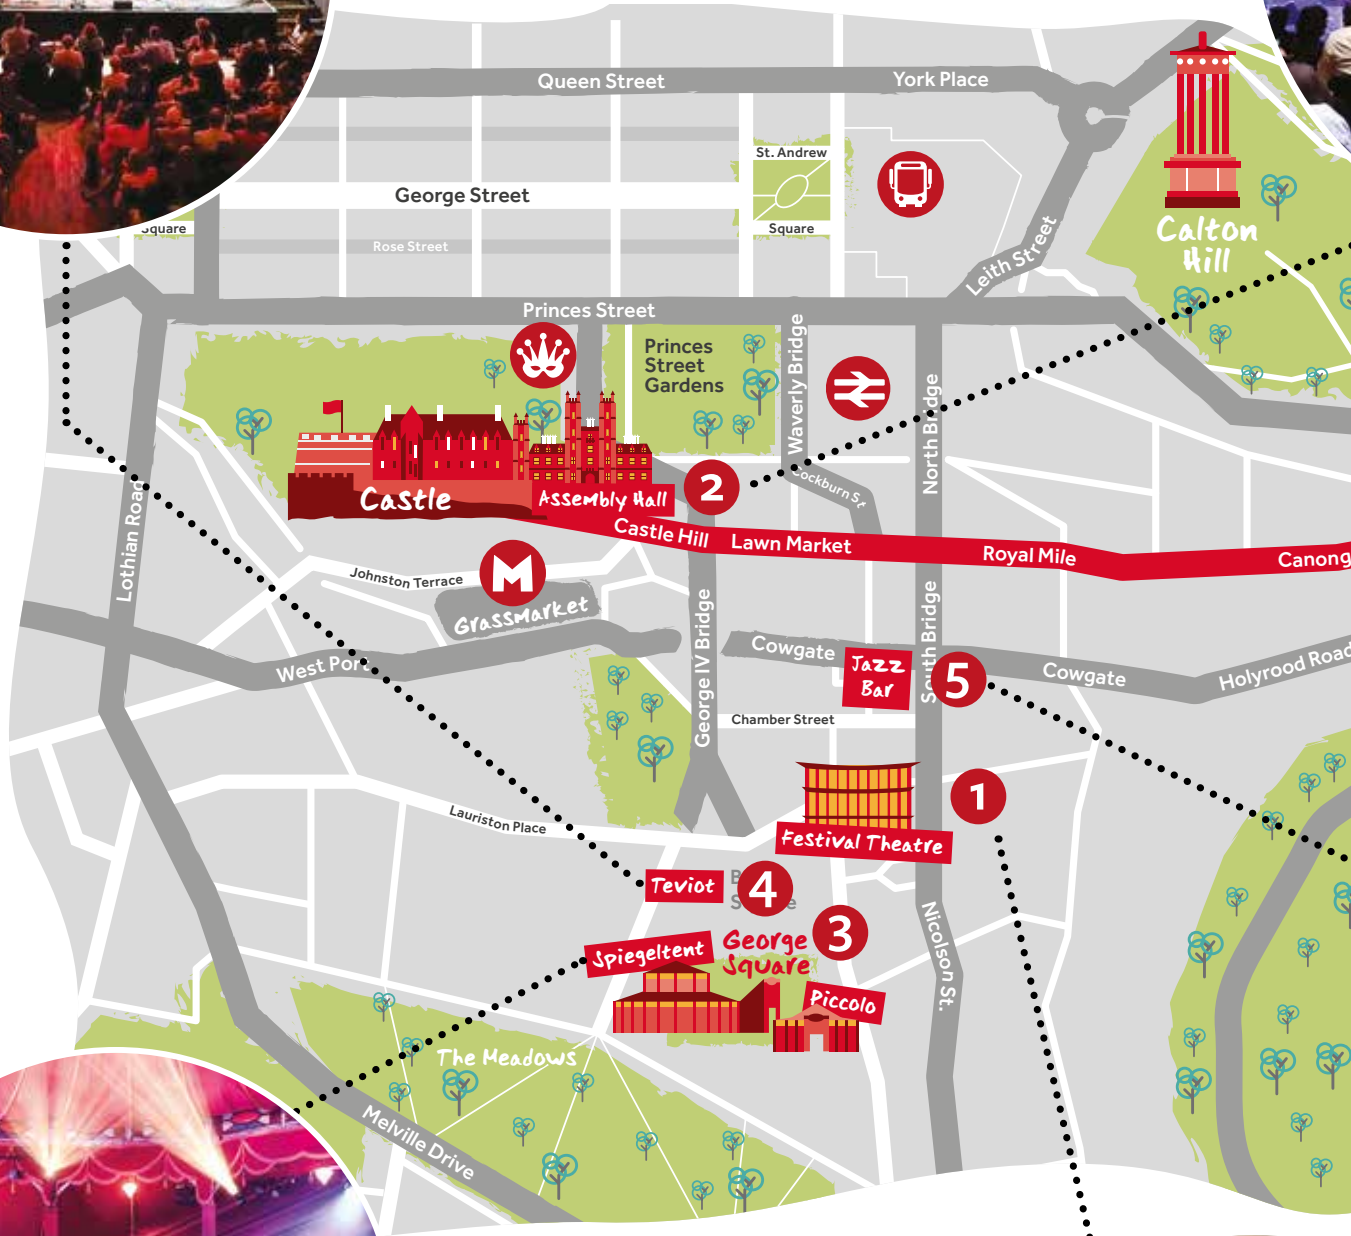 Queen Street
York Place
St. Andrew
George Street
Square
Square
Rose Street
Calton
Hill
Leith Street
Princes Street
Princes
Street
Gardens
Waverly Bridge
North Bridge
Cockburn St.
2
Castle
Assembly Hall
Castle Hill
Lawn Market
Royal Mile
Canong
Lothian Road
Johnston Terrace
M
Grassmarket
George IV Bridge
South Bridge
Cowgate
Jazz
Bar
5
Cowgate
Holyrood Road
West Port
Chamber Street
1
Lauriston Place
Festival Theatre
Teviot
4
3
George
Square
Spiegeltent
Piccolo
Nicolson St.
The Meadows
Melville Drive